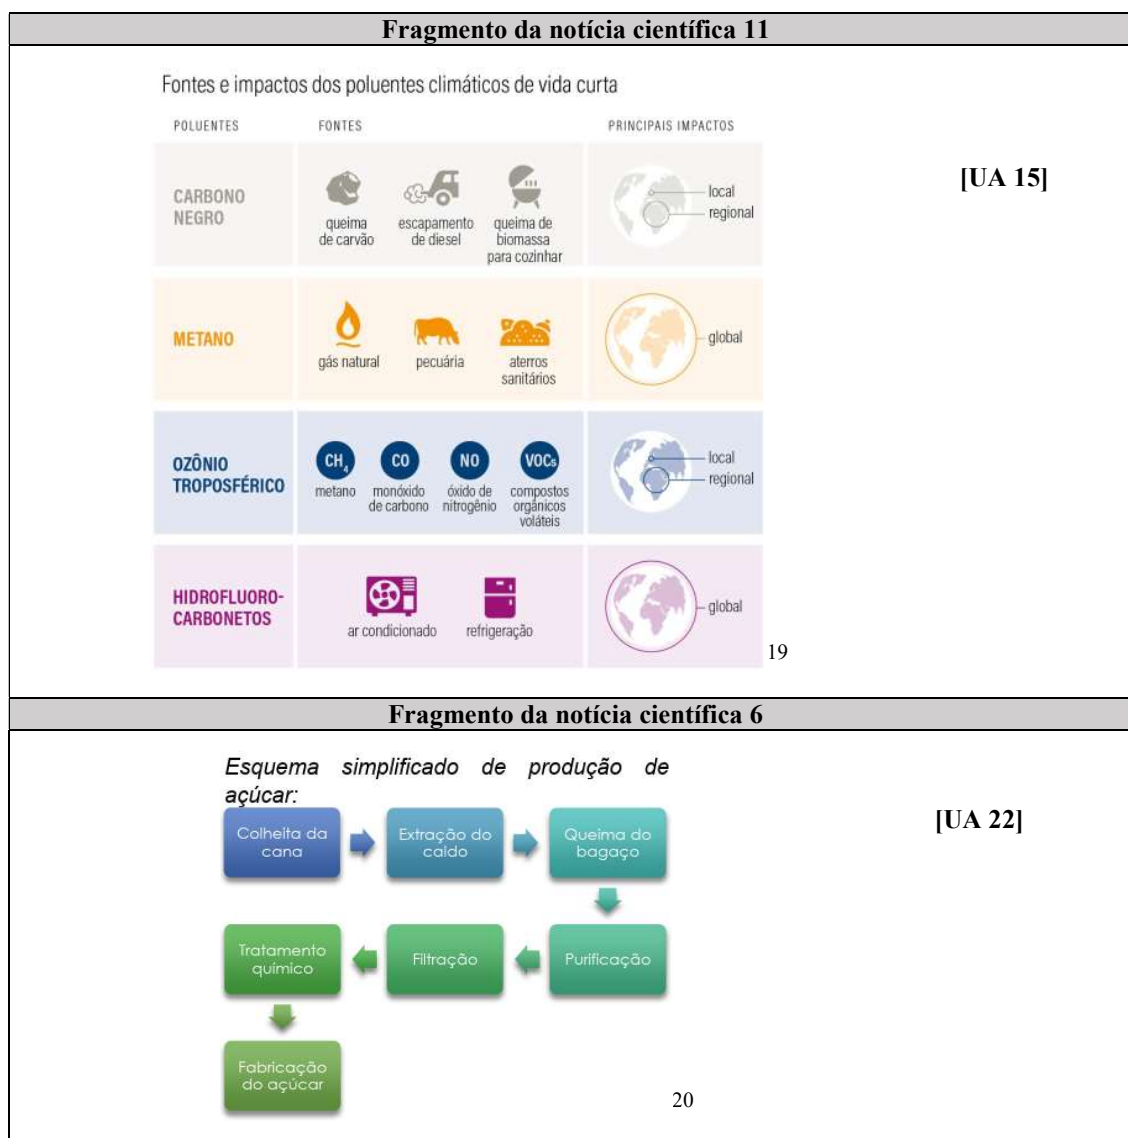 Fragmento da notícia científica 11
Fontes e impactos dos poluentes climáticos de vida curta
POLUENTES FONTES PRINCIPAIS IMPACTOS
[UA 15]
CARBONO
NEGRO
queima
de carvão
escapamento
de diesel
queima de
biomassa
para cozinhar
local
regional
METANO
gás natural
pecuária
aterros
sanitários
global
OZÔNIO
TROPOSFÉRICO
CH4
metano
CO
monóxido
de carbono
NO
óxido de
nitrogênio
VOCs
compostos
orgânicos
voláteis
local
regional
HIDROFLUORO-
CARBONETOS
ar condicionado
refrigeração
global
19
Fragmento da notícia científica 6
Esquema simplificado de produção de
açúcar:
[UA 22]
Colheita da
cana
Extração do
caldo
Queima do
bagaço
Purificação
Filtração
Tratamento
químico
Fabricação
do açúcar
20